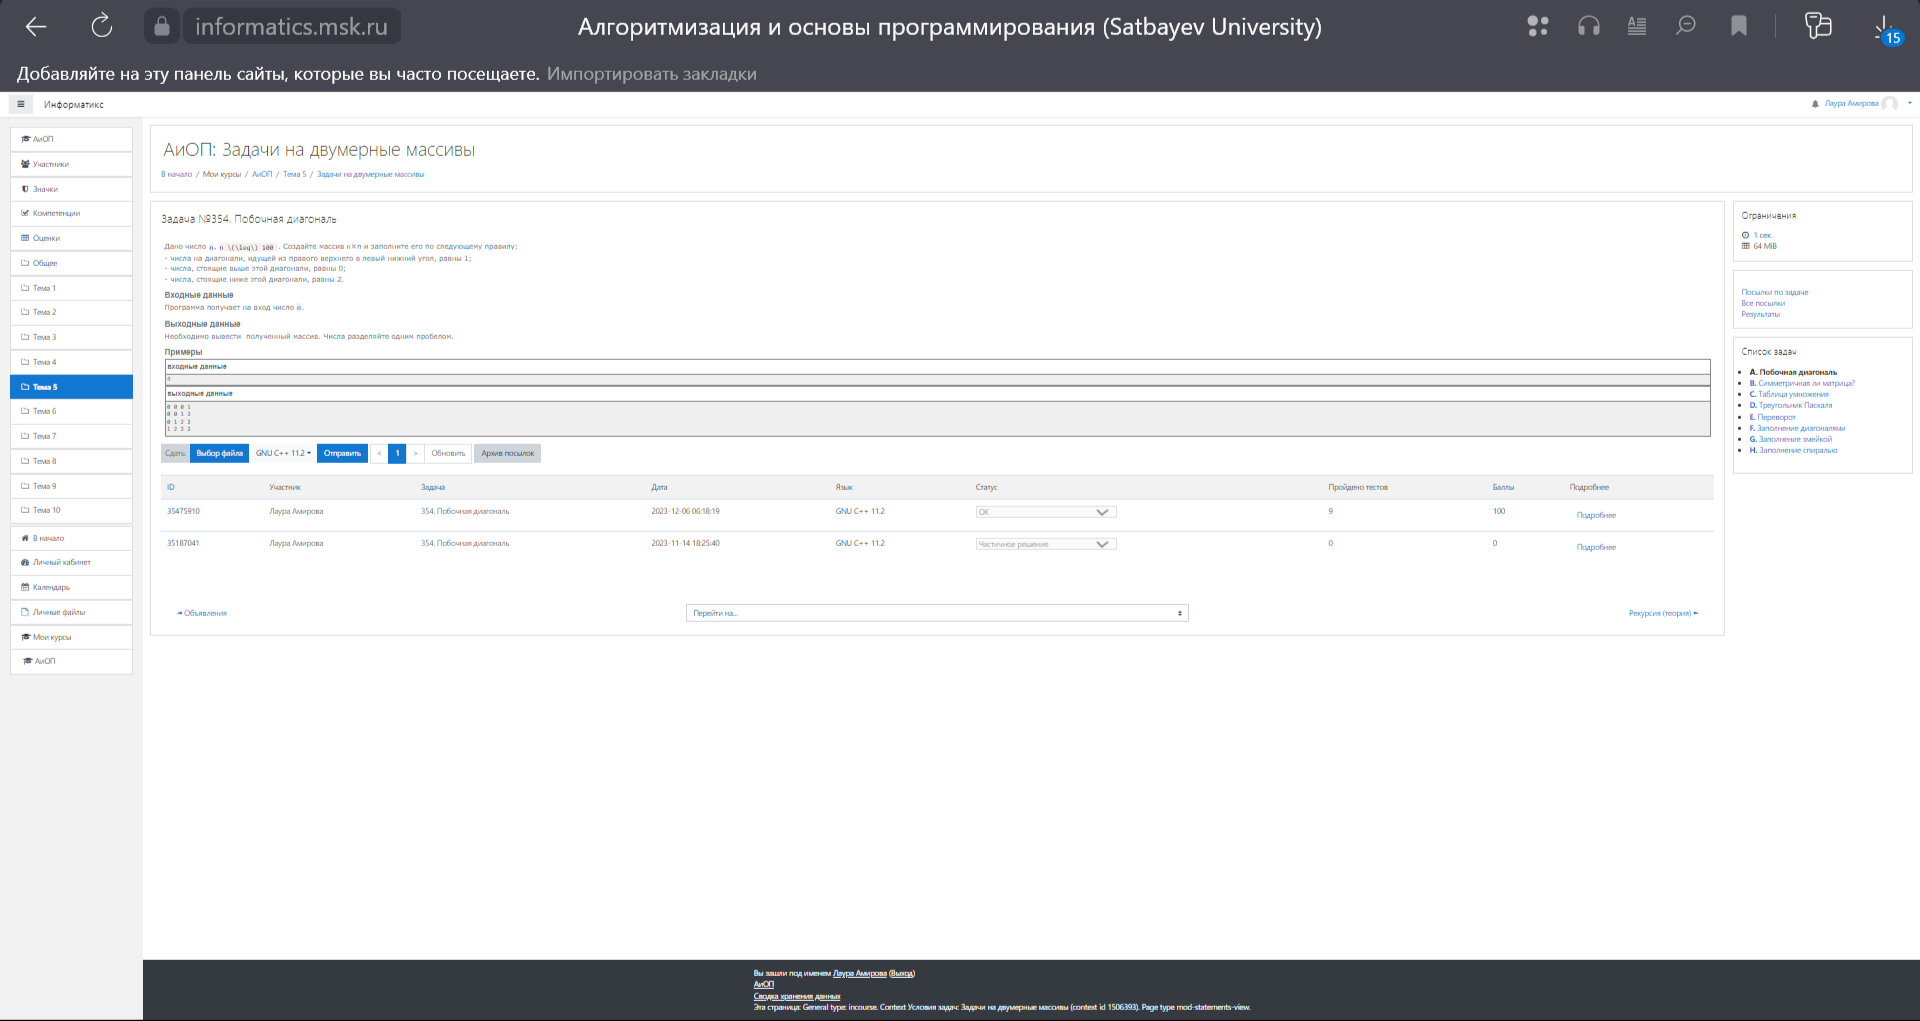 informatics.msk.ru
Алгоритмизация и основы программирования (Satbayev University)
15
Добавляйте на эту панель сайты, которые вы часто посещаете. Импортировать закладки
Информатикс
Лаура Амирова
АиОП
Участники
Значки
Компетенции
Оценки
Общее
Тема 1
Тема 2
Тема 3
Тема 4
Тема 5
Тема 6
Тема 7
Тема 8
Тема 9
Тема 10
В начало
Личный кабинет
Календарь
Личные файлы
Мои курсы
АиОП
АиОП: Задачи на двумерные массивы
В начало / Мои курсы / АиОП / Тема 5 / Задачи на двумерные массивы
Задача №354. Побочная диагональ
Дано число n, n \(\leq\) 100 . Создайте массив n×n и заполните его по следующему правилу:
- числа на диагонали, идущей из правого верхнего в левый нижний угол, равны 1;
- числа, стоящие выше этой диагонали, равны 0;
- числа, стоящие ниже этой диагонали, равны 2.
Входные данные
Программа получает на вход число n.
Выходные данные
Необходимо вывести полученный массив. Числа разделяйте одним пробелом.
Примеры
входные данные
4
выходные данные
0 0 0 1
0 0 1 2
0 1 2 2
1 2 2 2
Сдать: Выбор файла GNU C++ 11.2 Отправить < 1 > Обновить Архив посылок
ID Участник Задача Дата Язык Статус Пройдено тестов Баллы Подробнее
35475910 Лаура Амирова 354. Побочная диагональ 2023-12-06 06:18:19 GNU C++ 11.2 OK 9 100 Подробнее
35187041 Лаура Амирова 354. Побочная диагональ 2023-11-14 18:25:40 GNU C++ 11.2 Частичное решение 0 0 Подробнее
◄ Объявления
Перейти на...
Рекурсия (теория) ►
Ограничения
1 сек.
64 MiB
Посылки по задаче
Все посылки
Результаты
Список задач
A. Побочная диагональ
B. Симметричная ли матрица?
C. Таблица умножения
D. Треугольник Паскаля
E. Переворот
F. Заполнение диагоналями
G. Заполнение змейкой
H. Заполнение спиралью
Вы зашли под именем Лаура Амирова (Выход)
АиОП
Сводка хранения данных
Эта страница: General type: incourse. Context Условия задач: Задачи на двумерные массивы (context id 1506393). Page type mod-statements-view.